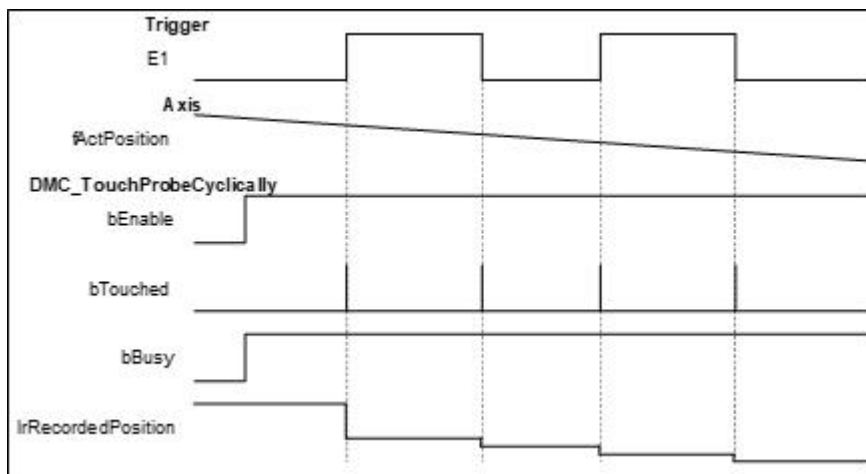 Trigger
E1
Axis
fActPosition
DMC_TouchProbeCyclically
bEnable
bTouched
bBusy
lrRecordedPosition